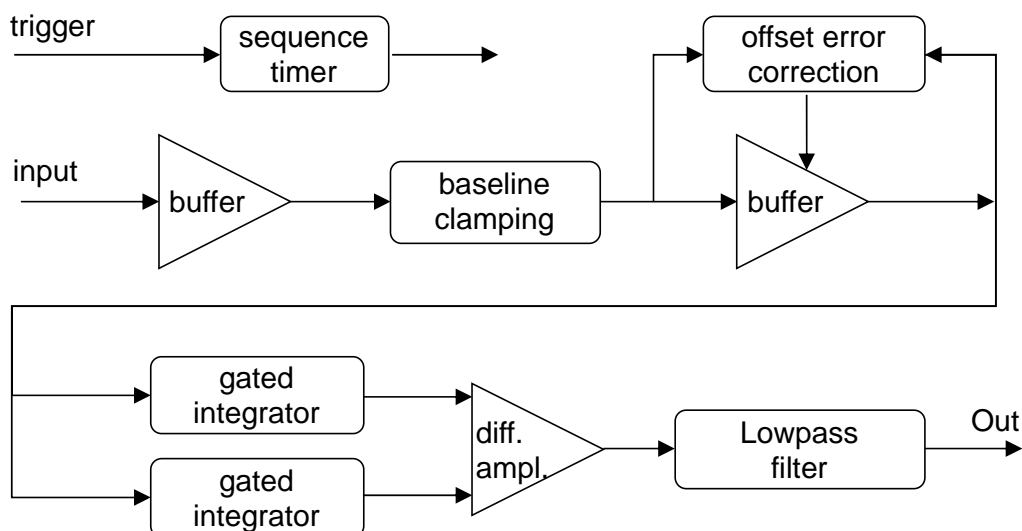 trigger
sequence
timer
offset error
correction
input
buffer
baseline
clamping
buffer
gated
integrator
gated
integrator
diff.
ampl.
Lowpass
filter
Out